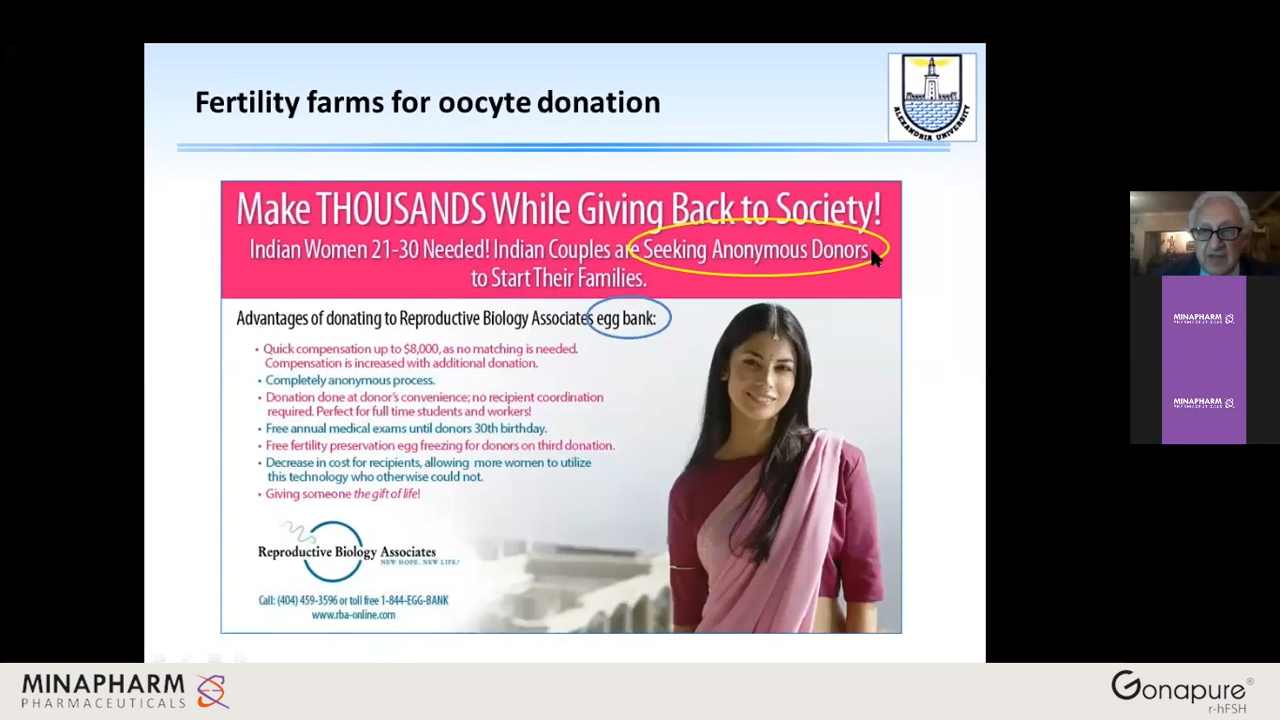 Fertility farms for oocyte donation
ALEXANDRIA UNIVERSITY
Make THOUSANDS While Giving Back to Society!
Indian Women 21-30 Needed! Indian Couples are Seeking Anonymous Donors
to Start Their Families.
Advantages of donating to Reproductive Biology Associates egg bank:
• Quick compensation up to $8,000, as no matching is needed.
Compensation is increased with additional donation.
• Completely anonymous process.
• Donation done at donor's convenience; no recipient coordination
required. Perfect for full time students and workers!
• Free annual medical exams until donors 30th birthday.
• Free fertility preservation egg freezing for donors on third donation.
• Decrease in cost for recipients, allowing more women to utilize
this technology who otherwise could not.
• Giving someone the gift of life!
Reproductive Biology Associates
NEW HOPE. NEW LIFE.
Call: (404) 459-3596 or toll free 1-844-EGG-BANK
www.rba-online.com
MINAPHARM
PHARMACEUTICALS
MINAPHARM
PHARMACEUTICALS
MINAPHARM
PHARMACEUTICALS
Gonapure®
r-hFSH